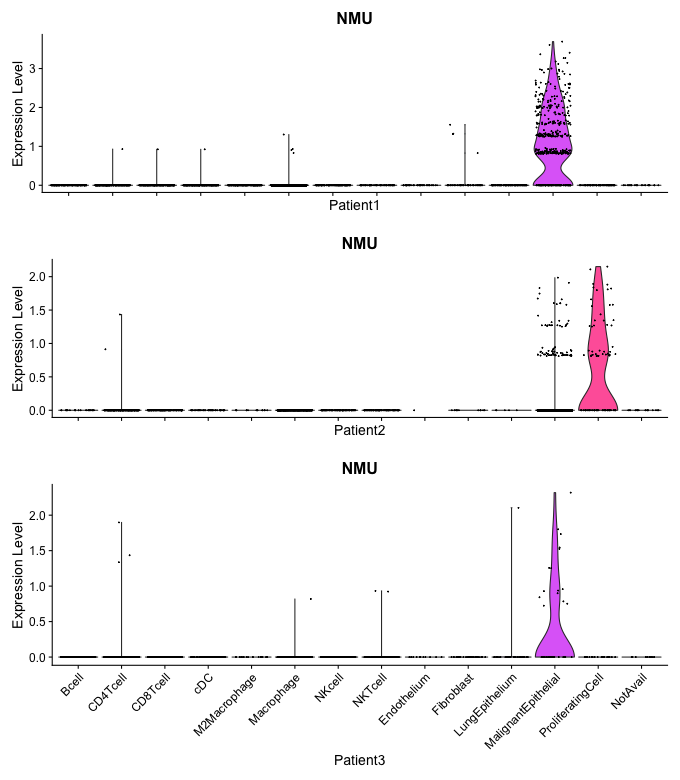 NMU
Expression Level
3
2
1
0
Patient1
NMU
Expression Level
2.0
1.5
1.0
0.5
0.0
Patient2
NMU
Expression Level
2.0
1.5
1.0
0.5
0.0
Bcell
CD4Tcell
CD8Tcell
cDC
M2Macrophage
Macrophage
NKcell
NKTcell
Endothelium
Fibroblast
LungEpithelium
MalignantEpithelial
ProliferatingCell
NotAvail
Patient3